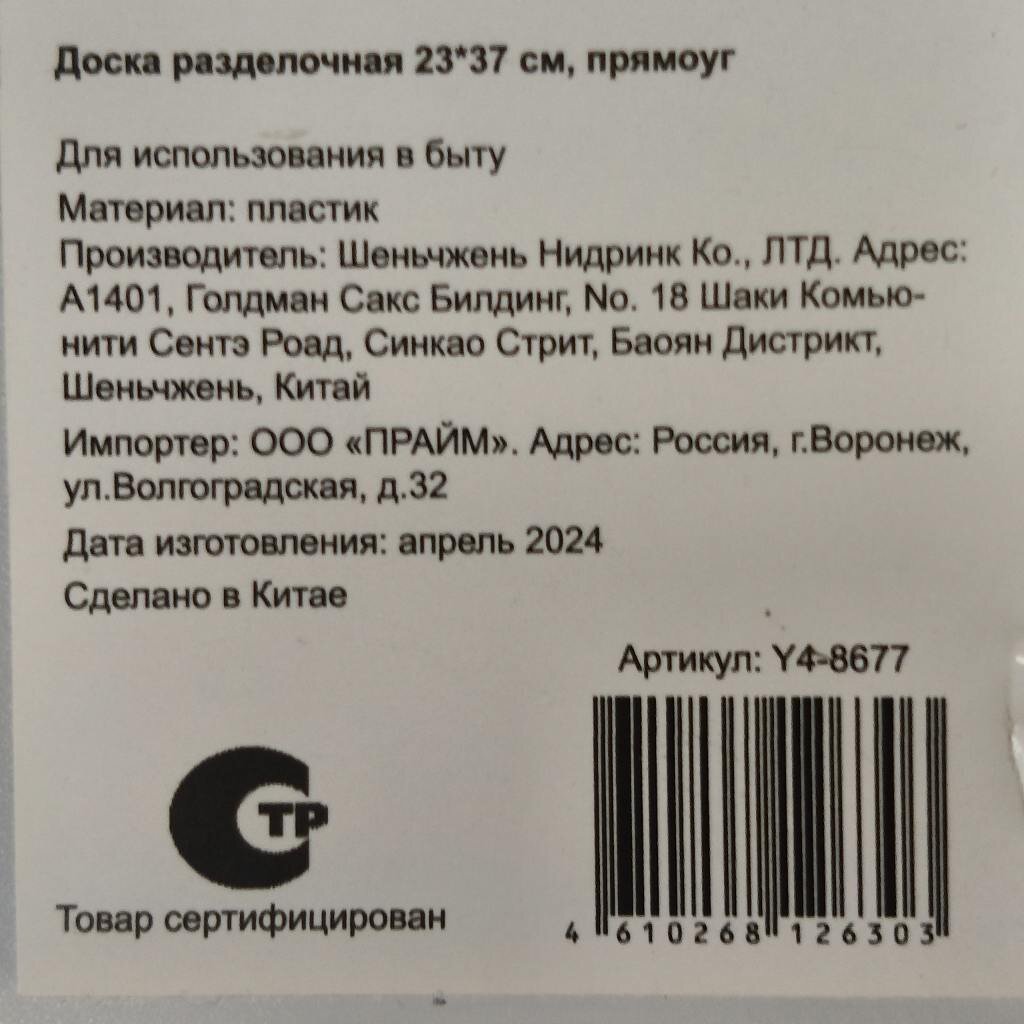 Доска разделочная 23*37 см, прямоуг
Для использования в быту
Материал: пластик
Производитель: Шеньчжень Нидринк Ко., ЛТД. Адрес:
А1401, Голдман Сакс Билдинг, No. 18 Шаки Комью-
нити Сентэ Роад, Синкао Стрит, Баоян Дистрикт,
Шеньчжень, Китай
Импортер: ООО «ПРАЙМ». Адрес: Россия, г.Воронеж,
ул.Волгоградская, д.32
Дата изготовления: апрель 2024
Сделано в Китае
Артикул: Y4-8677
СТР
Товар сертифицирован
4 610268 126303